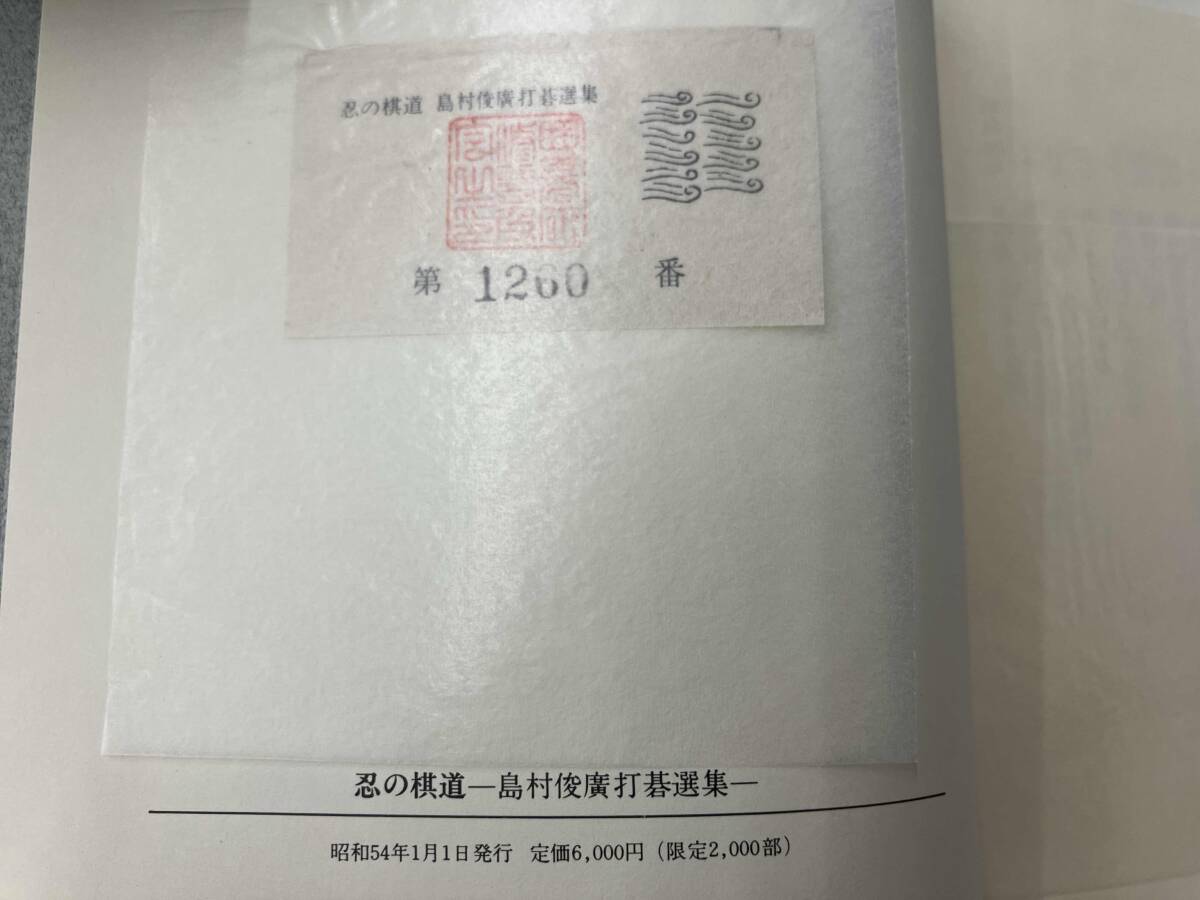 忍の棋道 島村俊廣打碁選集
第 1260 番
忍の棋道―島村俊廣打碁選集―
昭和54年1月1日発行 定価6,000円（限定2,000部）